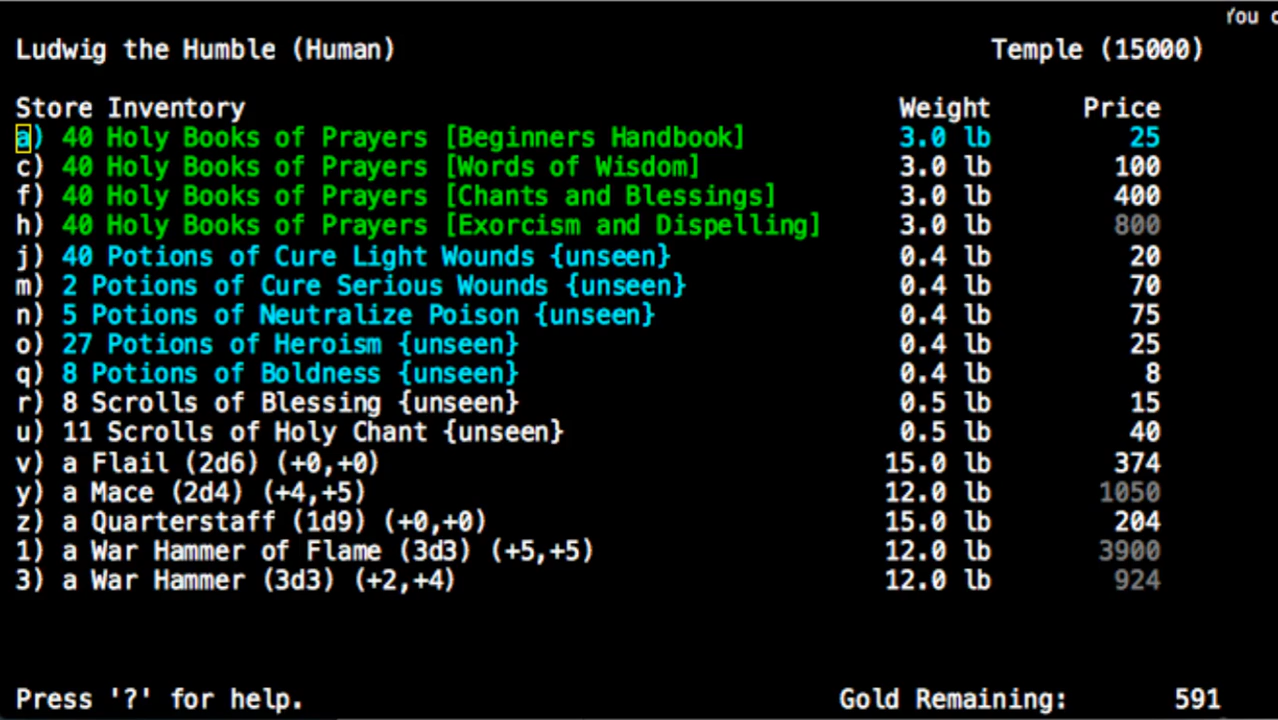 You
Ludwig the Humble (Human) Temple (15000)
Store Inventory Weight Price
a) 40 Holy Books of Prayers [Beginners Handbook] 3.0 lb 25
c) 40 Holy Books of Prayers [Words of Wisdom] 3.0 lb 100
f) 40 Holy Books of Prayers [Chants and Blessings] 3.0 lb 400
h) 40 Holy Books of Prayers [Exorcism and Dispelling] 3.0 lb 800
j) 40 Potions of Cure Light Wounds {unseen} 0.4 lb 20
m) 2 Potions of Cure Serious Wounds {unseen} 0.4 lb 70
n) 5 Potions of Neutralize Poison {unseen} 0.4 lb 75
o) 27 Potions of Heroism {unseen} 0.4 lb 25
q) 8 Potions of Boldness {unseen} 0.4 lb 8
r) 8 Scrolls of Blessing {unseen} 0.5 lb 15
u) 11 Scrolls of Holy Chant {unseen} 0.5 lb 40
v) a Flail (2d6) (+0,+0) 15.0 lb 374
y) a Mace (2d4) (+4,+5) 12.0 lb 1050
z) a Quarterstaff (1d9) (+0,+0) 15.0 lb 204
1) a War Hammer of Flame (3d3) (+5,+5) 12.0 lb 3900
3) a War Hammer (3d3) (+2,+4) 12.0 lb 924
Press '?' for help. Gold Remaining: 591